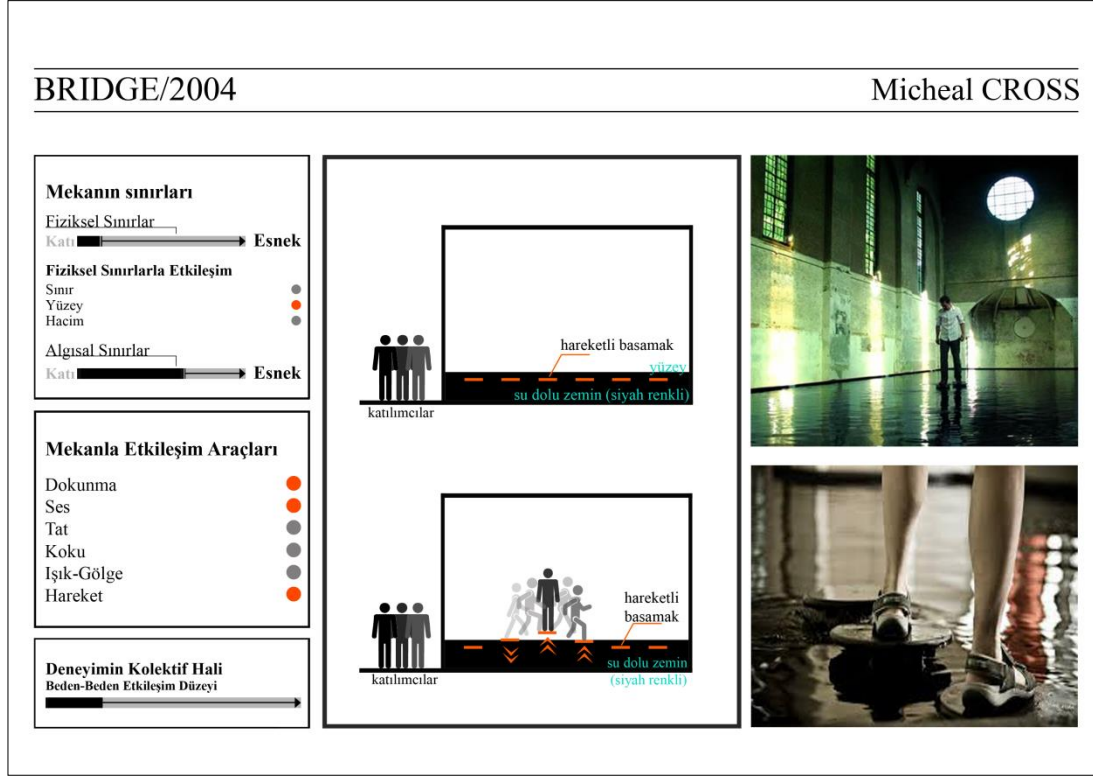 BRIDGE/2004
Micheal CROSS
Mekanın sınırları
Fiziksel Sınırlar
Katı Esnek
Fiziksel Sınırlarla Etkileşim
Sınır
Yüzey
Hacim
Algısal Sınırlar
Katı Esnek
Mekanla Etkileşim Araçları
Dokunma
Ses
Tat
Koku
Işık-Gölge
Hareket
Deneyimin Kolektif Hali
Beden-Beden Etkileşim Düzeyi
hareketli basamak
yüzey
su dolu zemin (siyah renkli)
katılımcılar
hareketli
basamak
su dolu zemin
(siyah renkli)
katılımcılar